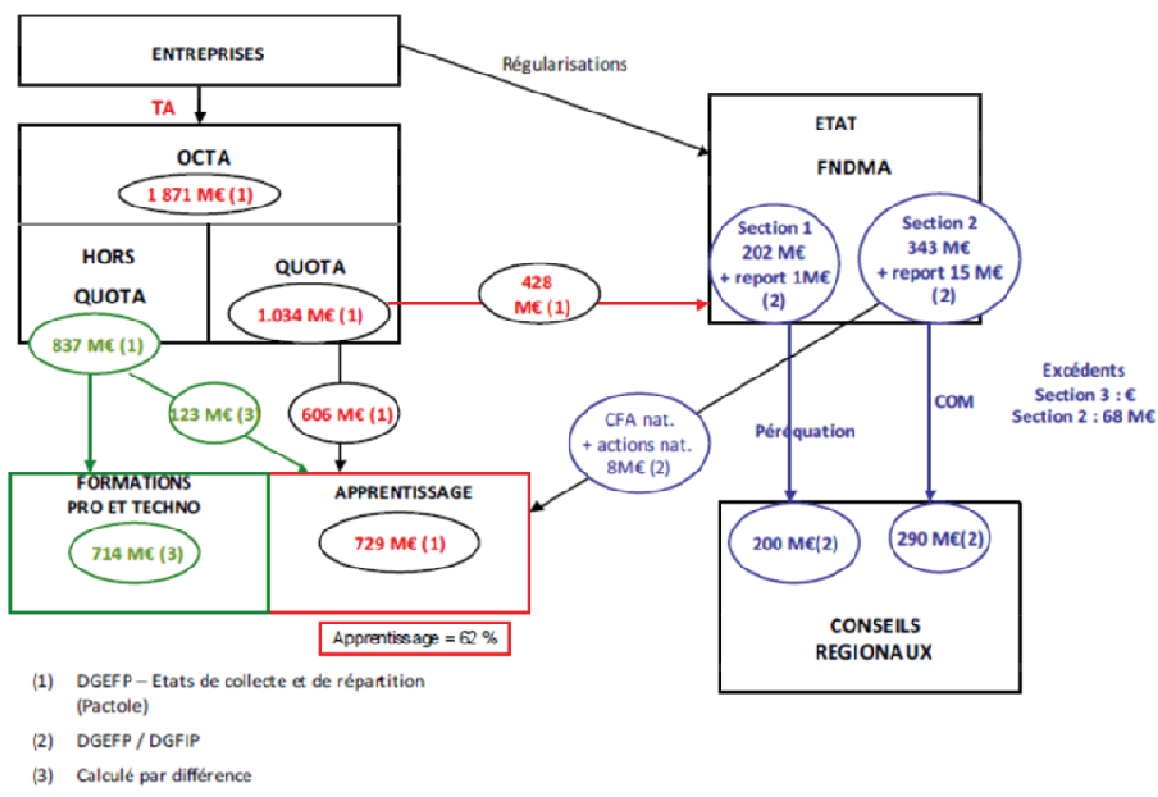 ENTREPRISES
Régularisations
TA
ETAT
FNDMA
OCTA
1 871 M€ (1)
HORS
QUOTA
QUOTA
1.034 M€ (1)
837 M€ (1)
428
M€ (1)
Section 1
202 M€
+ report 1M€
(2)
Section 2
343 M€
+ report 15 M€
(2)
123 M€ (3)
606 M€ (1)
CFA nat.
+ actions nat.
8M€ (2)
Péréquation
COM
Excédents
Section 3 : €
Section 2 : 68 M€
FORMATIONS
PRO ET TECHNO
714 M€ (3)
APPRENTISSAGE
729 M€ (1)
200 M€(2)
290 M€(2)
CONSEILS
REGIONAUX
Apprentissage = 62 %
(1) DGEFP – Etats de collecte et de répartition
(Pactole)
(2) DGEFP / DGFIP
(3) Calculé par différence